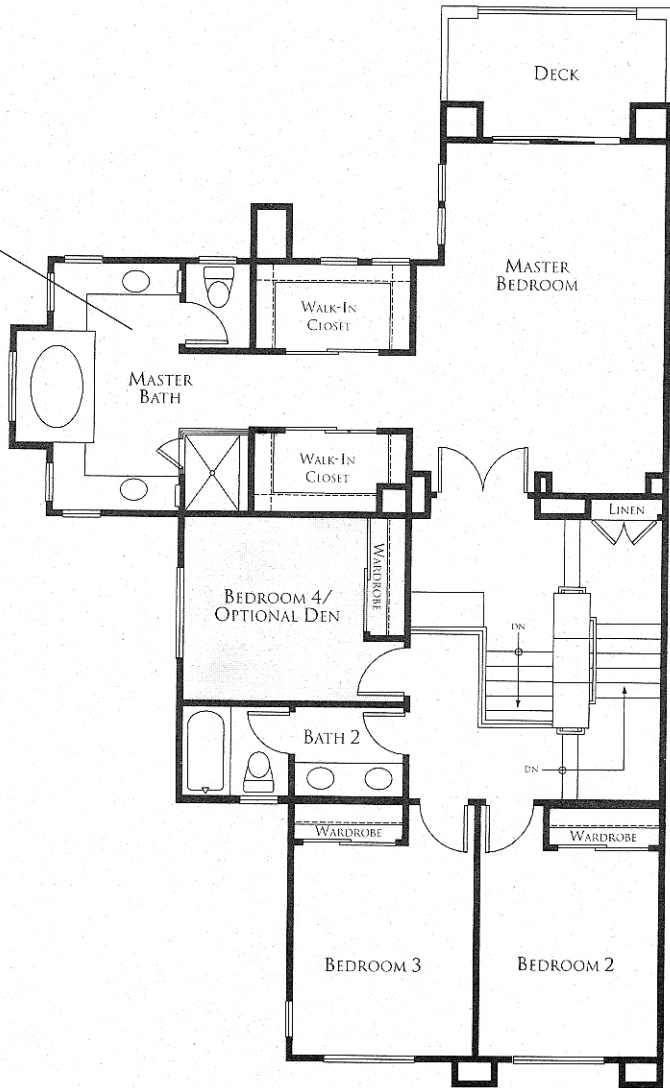 DECK
MASTER
BEDROOM
WALK-IN
CLOSET
MASTER
BATH
WALK-IN
CLOSET
LINEN
WARDROBE
BEDROOM 4/
OPTIONAL DEN
DN
BATH 2
DN
WARDROBE
WARDROBE
BEDROOM 3
BEDROOM 2